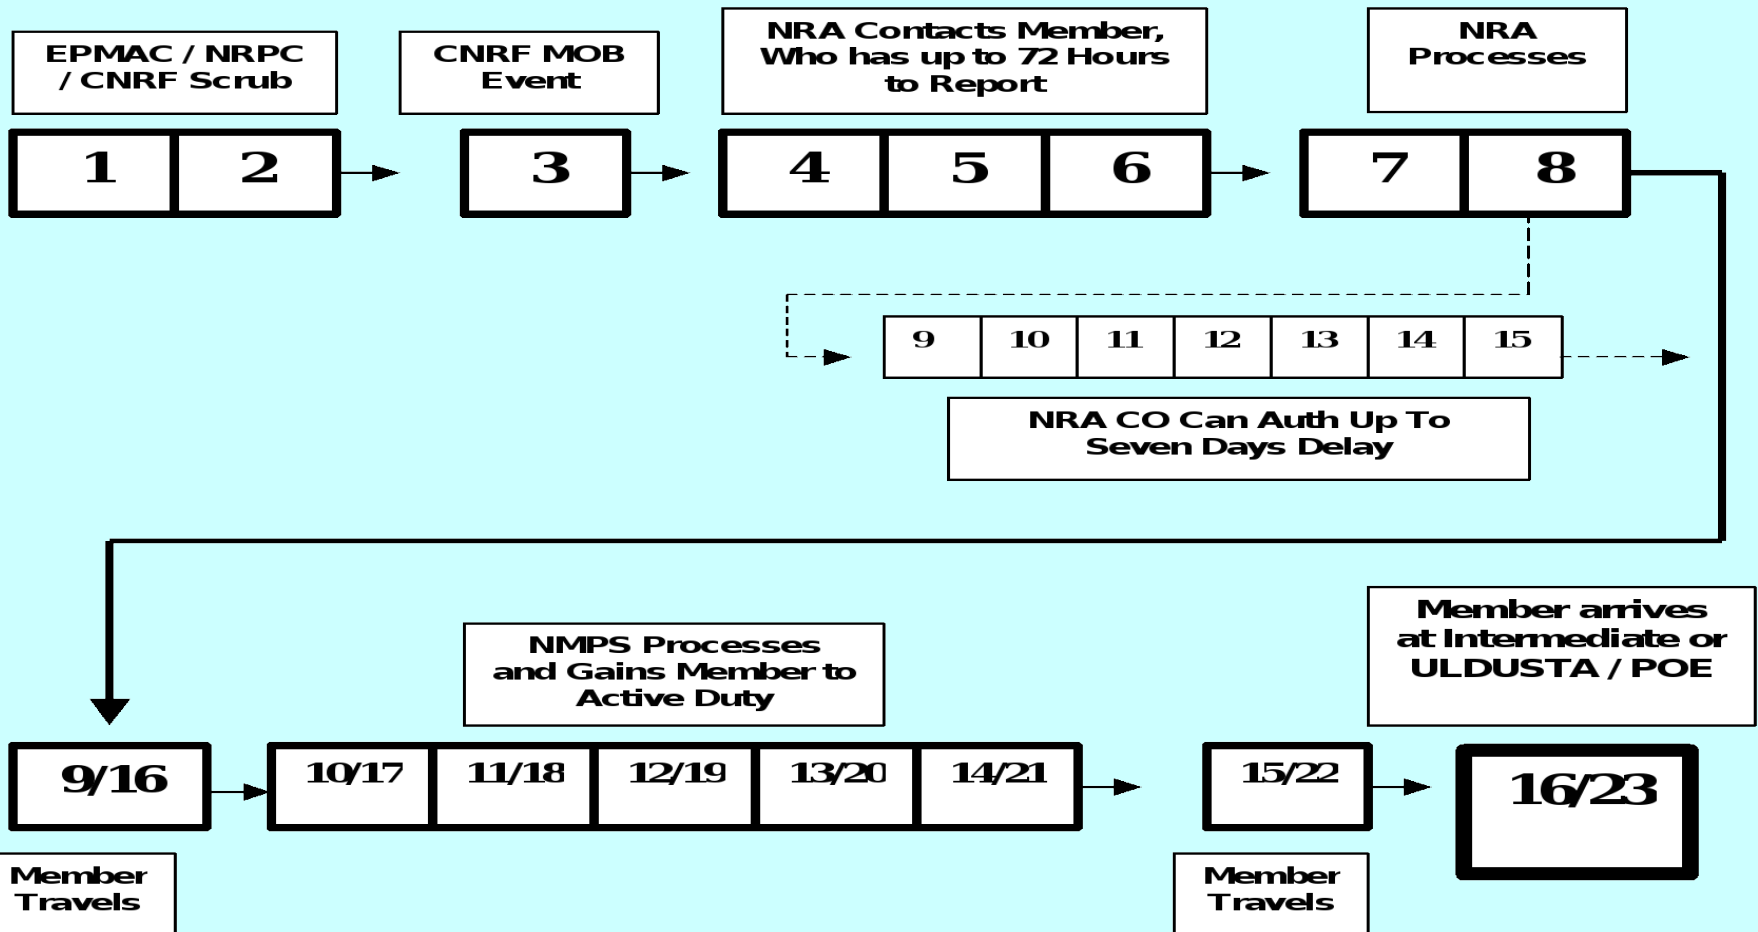 EPMAC / NRPC
/ CNRF Scrub
CNRF MOB
Event
NRA Contacts Member,
Who has up to 72 Hours
to Report
NRA
Processes
1 2 3 4 5 6 7 8
9 10 11 12 13 14 15
NRA CO Can Auth Up To
Seven Days Delay
NMPS Processes
and Gains Member to
Active Duty
Member arrives
at Intermediate or
ULDUSTA / POE
9/16 10/17 11/18 12/19 13/20 14/21 15/22 16/23
Member
Travels
Member
Travels